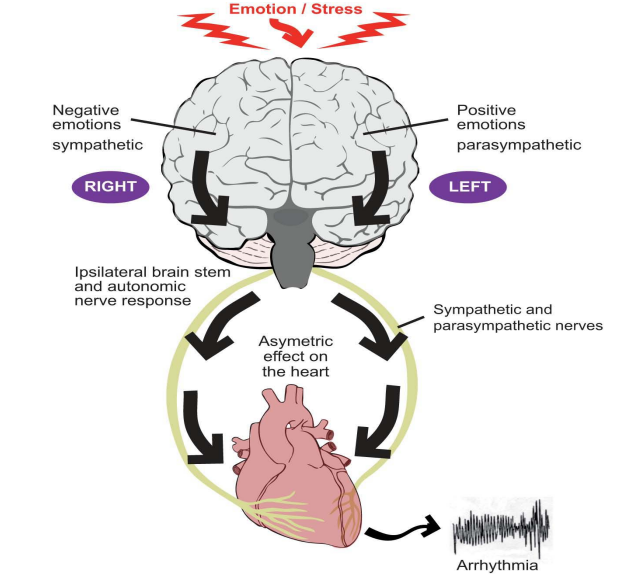 Emotion / Stress
Negative
emotions
sympathetic
Positive
emotions
parasympathetic
RIGHT
LEFT
Ipsilateral brain stem
and autonomic
nerve response
Sympathetic and
parasympathetic nerves
Asymetric
effect on
the heart
Arrhythmia